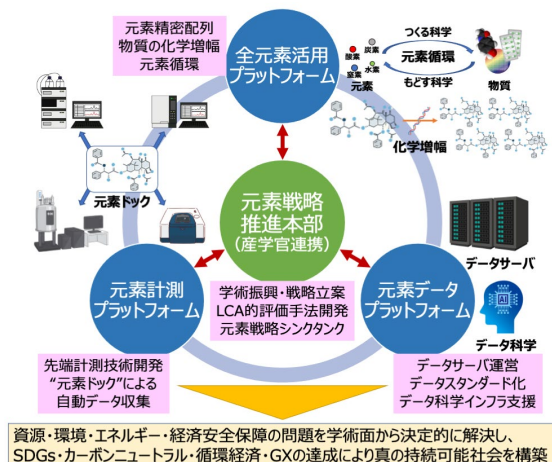 元素精密配列
物質の化学増幅
元素循環
全元素活用
プラットフォーム
酸素
炭素
窒素
水素
元素
つくる科学
元素循環
もどす科学
物質
化学増幅
元素ドック
元素戦略
推進本部
(産学官連携)
学術振興・戦略立案
LCA的評価手法開発
元素戦略シンクタンク
データサーバ
AI
データ科学
元素計測
プラットフォーム
元素データ
プラットフォーム
先端計測技術開発
“元素ドック”による
自動データ収集
データサーバ運営
データスタンダード化
データ科学インフラ支援
資源・環境・エネルギー・経済安全保障の問題を学術面から決定的に解決し、
SDGs・カーボンニュートラル・循環経済・GXの達成により真の持続可能社会を構築